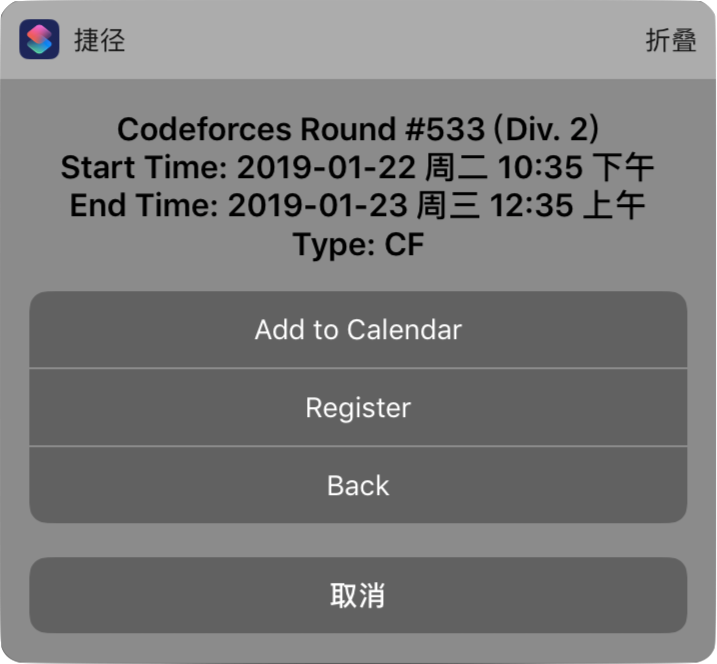 捷径
折叠
Codeforces Round #533 (Div. 2)
Start Time: 2019-01-22 周二 10:35 下午
End Time: 2019-01-23 周三 12:35 上午
Type: CF
Add to Calendar
Register
Back
取消